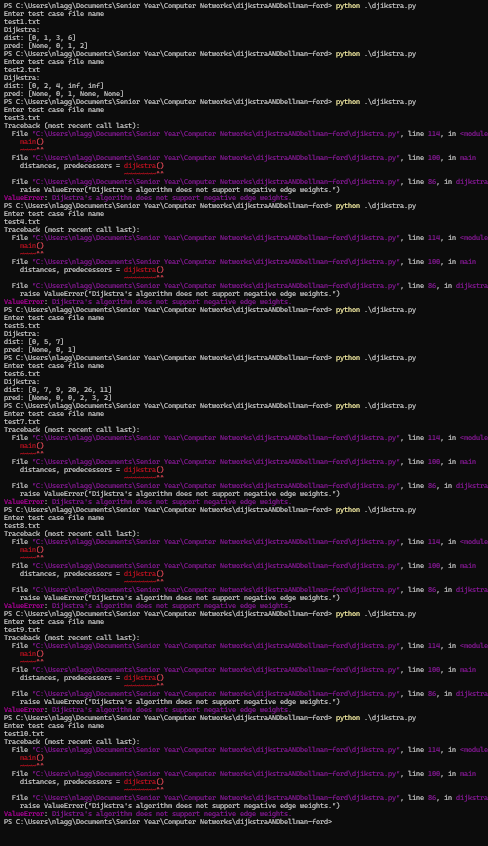 PS C:\Users\nlagg\Documents\Senior Year\Computer Networks\dijkstraANDbellman-ford> python .\djikstra.py
Enter test case file name
test1.txt
Dijkstra:
dist: [0, 1, 3, 6]
pred: [None, 0, 1, 2]
PS C:\Users\nlagg\Documents\Senior Year\Computer Networks\dijkstraANDbellman-ford> python .\djikstra.py
Enter test case file name
test2.txt
Dijkstra:
dist: [0, 2, 4, inf, inf]
pred: [None, 0, 1, None, None]
PS C:\Users\nlagg\Documents\Senior Year\Computer Networks\dijkstraANDbellman-ford> python .\djikstra.py
Enter test case file name
test3.txt
Traceback (most recent call last):
  File "C:\Users\nlagg\Documents\Senior Year\Computer Networks\dijkstraANDbellman-ford\djikstra.py", line 114, in <module
    main()
    ~~~~^^
  File "C:\Users\nlagg\Documents\Senior Year\Computer Networks\dijkstraANDbellman-ford\djikstra.py", line 100, in main
    distances, predecessors = dijkstra()
                              ~~~~~~~~^^
  File "C:\Users\nlagg\Documents\Senior Year\Computer Networks\dijkstraANDbellman-ford\djikstra.py", line 86, in dijkstra
    raise ValueError("Dijkstra's algorithm does not support negative edge weights.")
ValueError: Dijkstra's algorithm does not support negative edge weights.
PS C:\Users\nlagg\Documents\Senior Year\Computer Networks\dijkstraANDbellman-ford> python .\djikstra.py
Enter test case file name
test4.txt
Traceback (most recent call last):
  File "C:\Users\nlagg\Documents\Senior Year\Computer Networks\dijkstraANDbellman-ford\djikstra.py", line 114, in <module
    main()
    ~~~~^^
  File "C:\Users\nlagg\Documents\Senior Year\Computer Networks\dijkstraANDbellman-ford\djikstra.py", line 100, in main
    distances, predecessors = dijkstra()
                              ~~~~~~~~^^
  File "C:\Users\nlagg\Documents\Senior Year\Computer Networks\dijkstraANDbellman-ford\djikstra.py", line 86, in dijkstra
    raise ValueError("Dijkstra's algorithm does not support negative edge weights.")
ValueError: Dijkstra's algorithm does not support negative edge weights.
PS C:\Users\nlagg\Documents\Senior Year\Computer Networks\dijkstraANDbellman-ford> python .\djikstra.py
Enter test case file name
test5.txt
Dijkstra:
dist: [0, 5, 7]
pred: [None, 0, 1]
PS C:\Users\nlagg\Documents\Senior Year\Computer Networks\dijkstraANDbellman-ford> python .\djikstra.py
Enter test case file name
test6.txt
Dijkstra:
dist: [0, 7, 9, 20, 26, 11]
pred: [None, 0, 0, 2, 3, 2]
PS C:\Users\nlagg\Documents\Senior Year\Computer Networks\dijkstraANDbellman-ford> python .\djikstra.py
Enter test case file name
test7.txt
Traceback (most recent call last):
  File "C:\Users\nlagg\Documents\Senior Year\Computer Networks\dijkstraANDbellman-ford\djikstra.py", line 114, in <module
    main()
    ~~~~^^
  File "C:\Users\nlagg\Documents\Senior Year\Computer Networks\dijkstraANDbellman-ford\djikstra.py", line 100, in main
    distances, predecessors = dijkstra()
                              ~~~~~~~~^^
  File "C:\Users\nlagg\Documents\Senior Year\Computer Networks\dijkstraANDbellman-ford\djikstra.py", line 86, in dijkstra
    raise ValueError("Dijkstra's algorithm does not support negative edge weights.")
ValueError: Dijkstra's algorithm does not support negative edge weights.
PS C:\Users\nlagg\Documents\Senior Year\Computer Networks\dijkstraANDbellman-ford> python .\djikstra.py
Enter test case file name
test8.txt
Traceback (most recent call last):
  File "C:\Users\nlagg\Documents\Senior Year\Computer Networks\dijkstraANDbellman-ford\djikstra.py", line 114, in <module
    main()
    ~~~~^^
  File "C:\Users\nlagg\Documents\Senior Year\Computer Networks\dijkstraANDbellman-ford\djikstra.py", line 100, in main
    distances, predecessors = dijkstra()
                              ~~~~~~~~^^
  File "C:\Users\nlagg\Documents\Senior Year\Computer Networks\dijkstraANDbellman-ford\djikstra.py", line 86, in dijkstra
    raise ValueError("Dijkstra's algorithm does not support negative edge weights.")
ValueError: Dijkstra's algorithm does not support negative edge weights.
PS C:\Users\nlagg\Documents\Senior Year\Computer Networks\dijkstraANDbellman-ford> python .\djikstra.py
Enter test case file name
test9.txt
Traceback (most recent call last):
  File "C:\Users\nlagg\Documents\Senior Year\Computer Networks\dijkstraANDbellman-ford\djikstra.py", line 114, in <module
    main()
    ~~~~^^
  File "C:\Users\nlagg\Documents\Senior Year\Computer Networks\dijkstraANDbellman-ford\djikstra.py", line 100, in main
    distances, predecessors = dijkstra()
                              ~~~~~~~~^^
  File "C:\Users\nlagg\Documents\Senior Year\Computer Networks\dijkstraANDbellman-ford\djikstra.py", line 86, in dijkstra
    raise ValueError("Dijkstra's algorithm does not support negative edge weights.")
ValueError: Dijkstra's algorithm does not support negative edge weights.
PS C:\Users\nlagg\Documents\Senior Year\Computer Networks\dijkstraANDbellman-ford> python .\djikstra.py
Enter test case file name
test10.txt
Traceback (most recent call last):
  File "C:\Users\nlagg\Documents\Senior Year\Computer Networks\dijkstraANDbellman-ford\djikstra.py", line 114, in <module
    main()
    ~~~~^^
  File "C:\Users\nlagg\Documents\Senior Year\Computer Networks\dijkstraANDbellman-ford\djikstra.py", line 100, in main
    distances, predecessors = dijkstra()
                              ~~~~~~~~^^
  File "C:\Users\nlagg\Documents\Senior Year\Computer Networks\dijkstraANDbellman-ford\djikstra.py", line 86, in dijkstra
    raise ValueError("Dijkstra's algorithm does not support negative edge weights.")
ValueError: Dijkstra's algorithm does not support negative edge weights.
PS C:\Users\nlagg\Documents\Senior Year\Computer Networks\dijkstraANDbellman-ford>